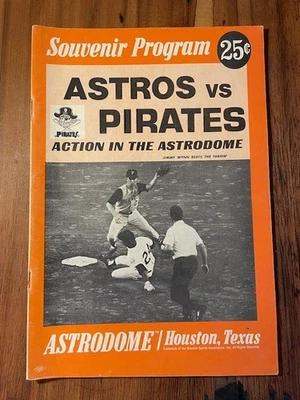 Souvenir Program
25¢
ASTROS VS
PIRATES
PIRATES
ACTION IN THE ASTRODOME
JIMMY WYNN BEATS THE THROW
24
ASTRODOME / Houston, Texas